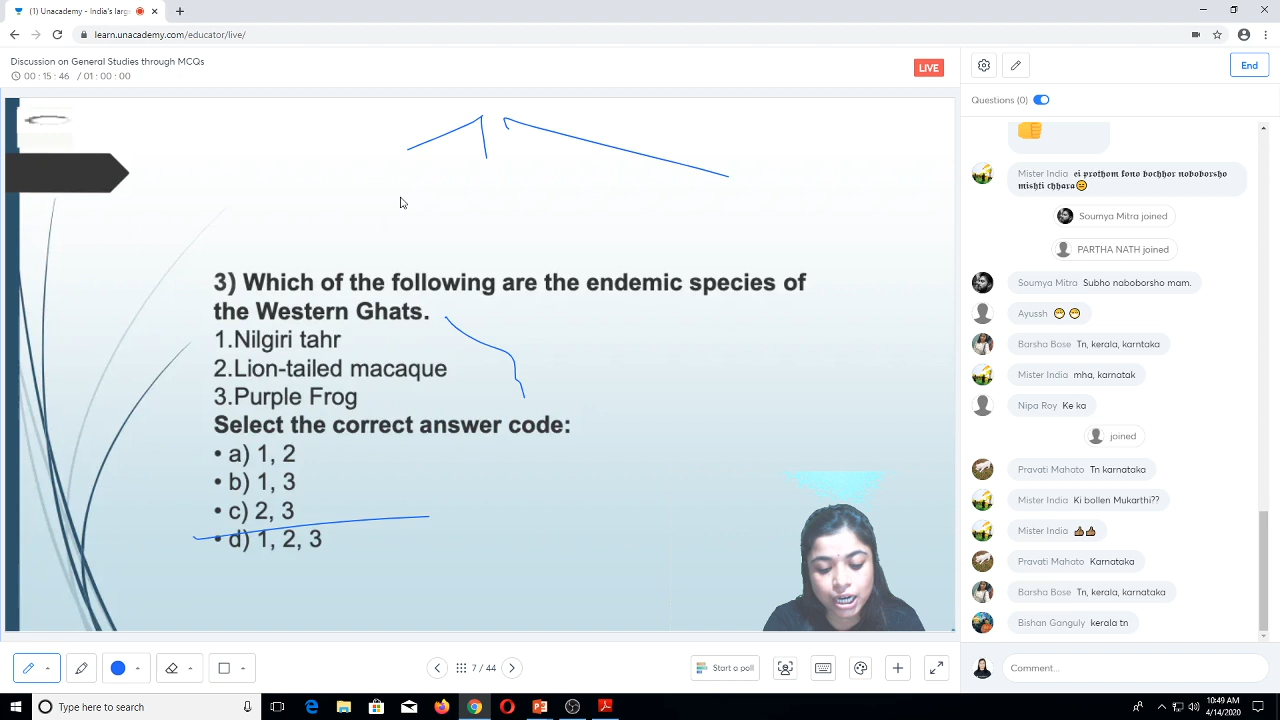 (1) Unacademy - India's larg
learn.unacademy.com/educator/live/
Discussion on General Studies through MCQs
00 : 15 : 46 / 01 : 00 : 00
LIVE
End
Questions (0)
3) Which of the following are the endemic species of
the Western Ghats.
1.Nilgiri tahr
2.Lion-tailed macaque
3.Purple Frog
Select the correct answer code:
• a) 1, 2
• b) 1, 3
• c) 2, 3
• d) 1, 2, 3
Mister India ei prothom fono bochhor noboborsho
mishti chhara
Soumya Mitra joined
PARTHA NATH joined
Soumya Mitra Subho naboborsho mam.
Ayussh
Barsha Bose Tn, kerala, karntaka
Mister India mha, karnatak
Nipa Roy Ke ka
joined
Pravati Mahato Tn karnataka
Mister India Ki bollen Mukarthi??
Mister India
Pravati Mahato Karnataka
Barsha Bose Tn, kerala, karnataka
Bishan Ganguly kerala tn
7 / 44
Start a poll
Comment...
Type here to search
10:49 AM
4/14/2020